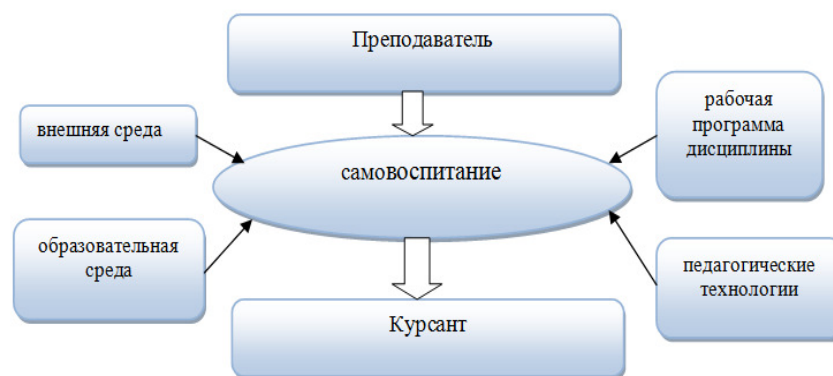 Преподаватель
внешняя среда
рабочая
программа
дисциплины
самовоспитание
образовательная
среда
педагогические
технологии
Курсант